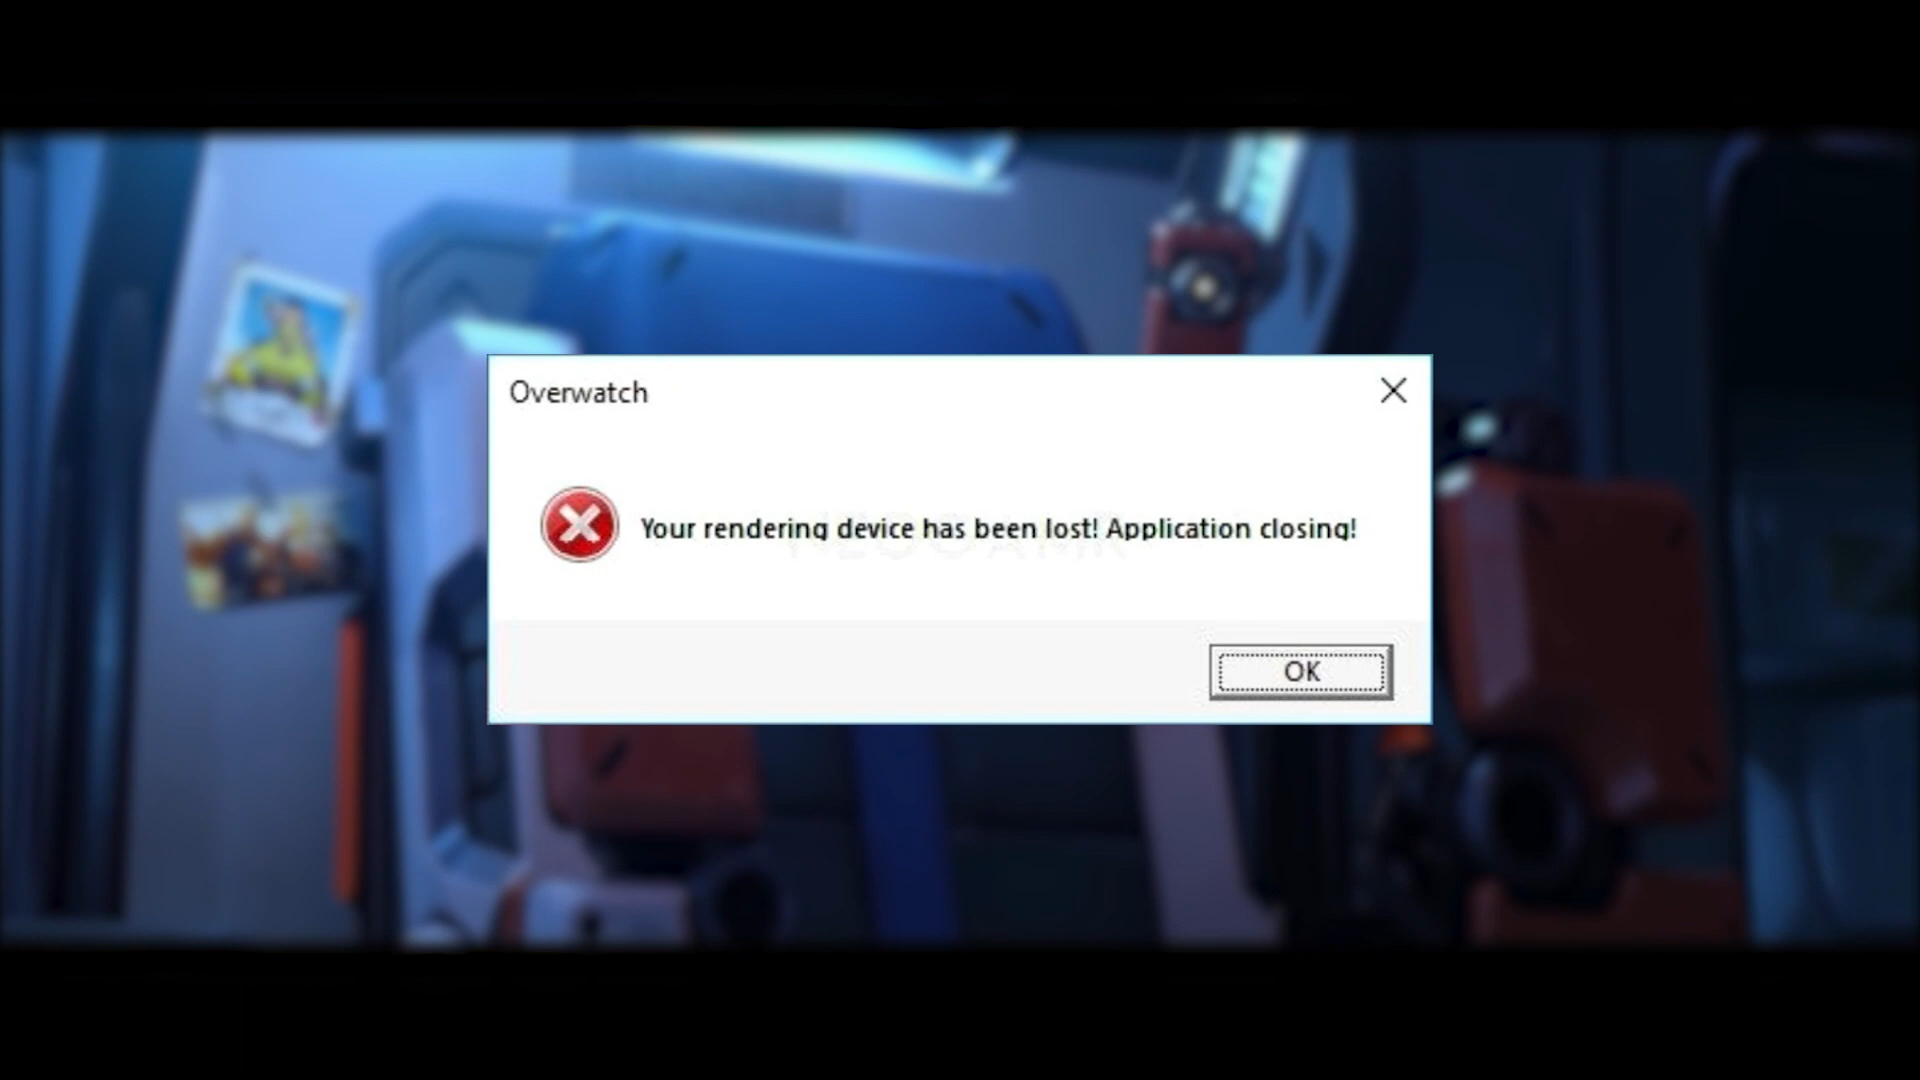 Overwatch
Your rendering device has been lost! Application closing!
OK